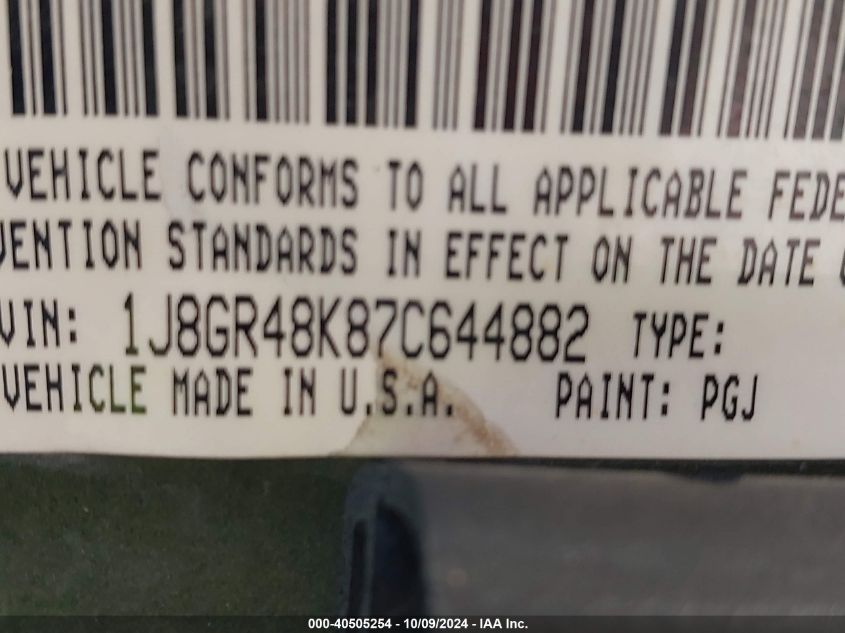 VEHICLE CONFORMS TO ALL APPLICABLE FEDE
VENTION STANDARDS IN EFFECT ON THE DATE
VIN: 1J8GR48K87C644882 TYPE:
VEHICLE MADE IN U.S.A. PAINT: PGJ
000-40505254 - 10/09/2024 - IAA Inc.